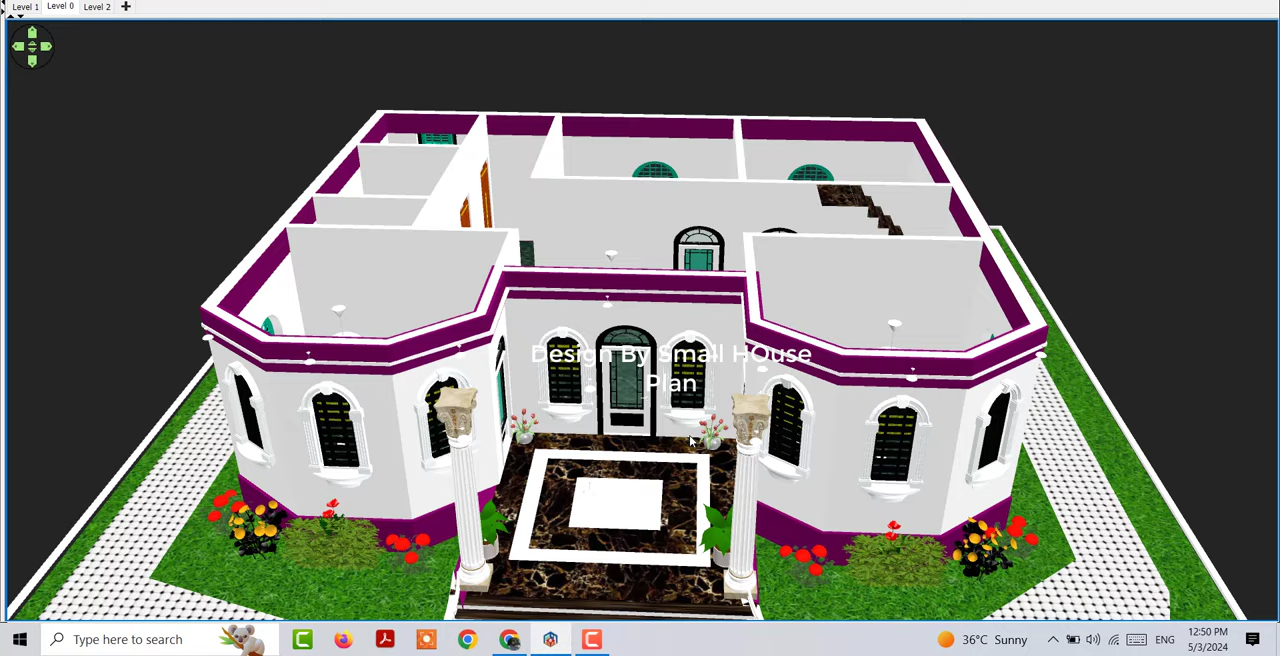 Level 1 Level 0 Level 2
Design By Small HOuse
Plan
Type here to search
36°C Sunny
ENG
12:50 PM
5/3/2024